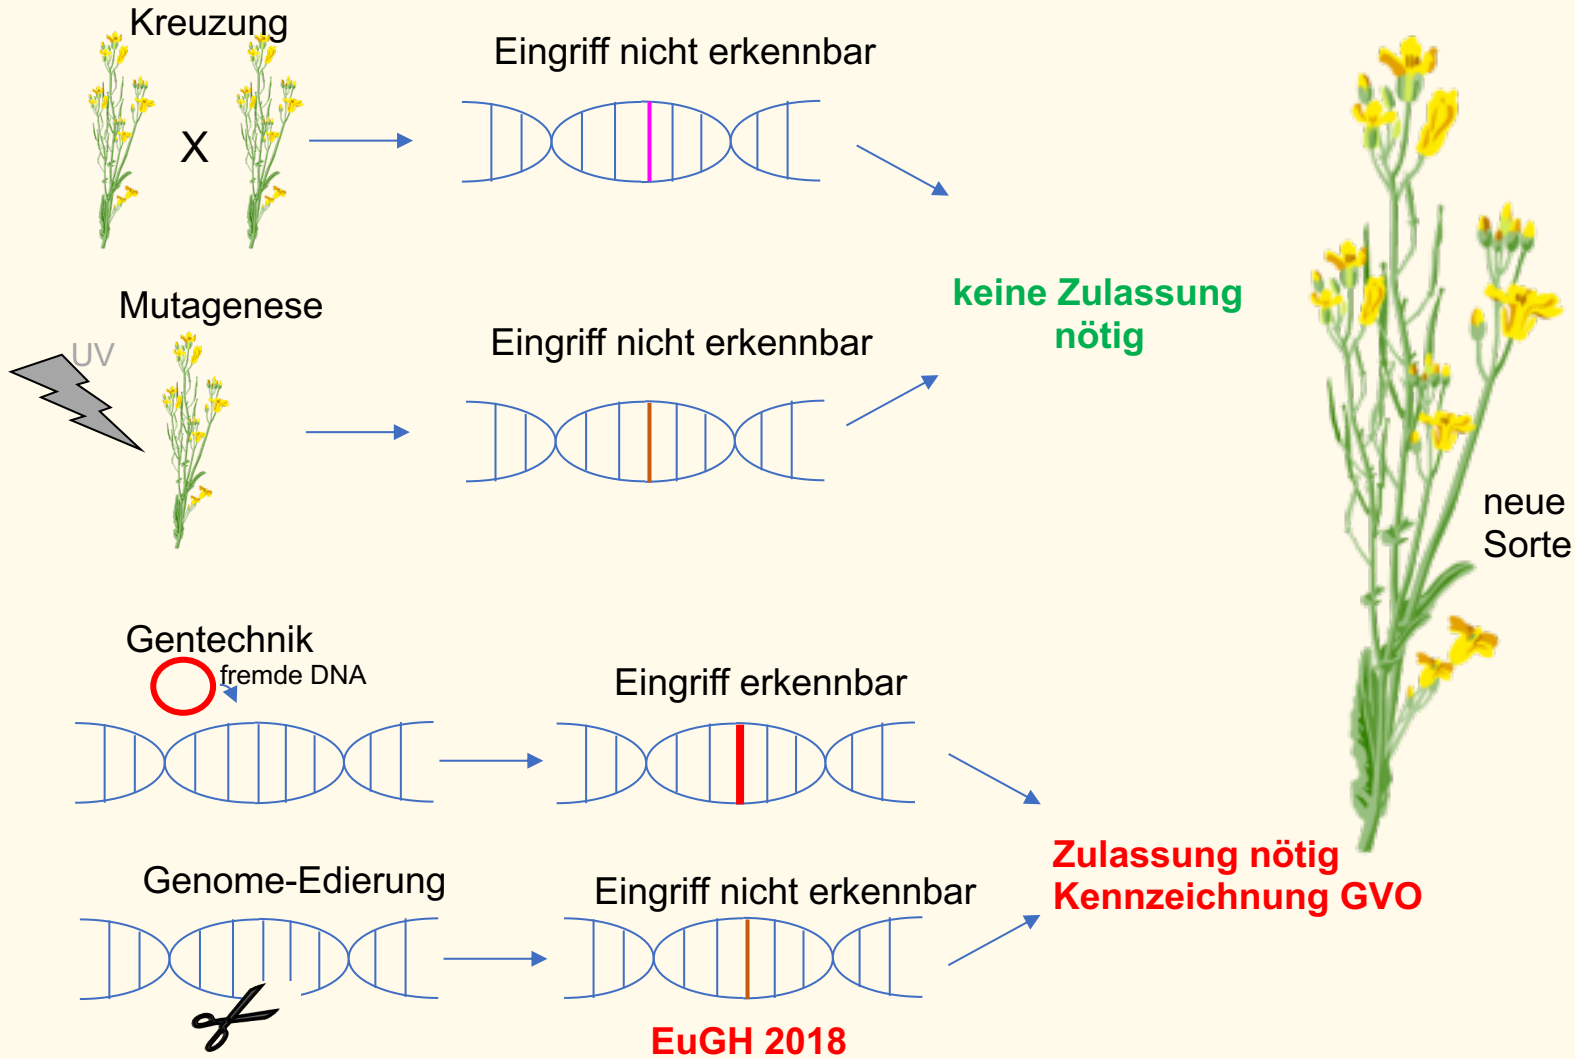 Kreuzung
Eingriff nicht erkennbar
X
keine Zulassung
nötig
Mutagenese
UV
Eingriff nicht erkennbar
neue
Sorte
Gentechnik
fremde DNA
Eingriff erkennbar
Zulassung nötig
Kennzeichnung GVO
Genome-Edierung
Eingriff nicht erkennbar
EuGH 2018